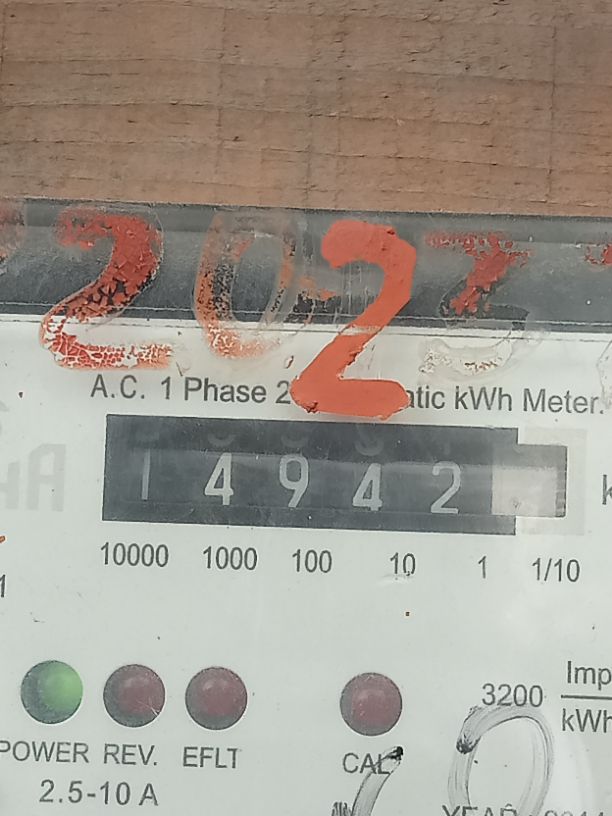 2023
A.C. 1 Phase 2 atic kWh Meter.
14942
10000 1000 100 10 1 1/10
3200 Imp
kWh
POWER REV. EFLT CAL
2.5-10 A